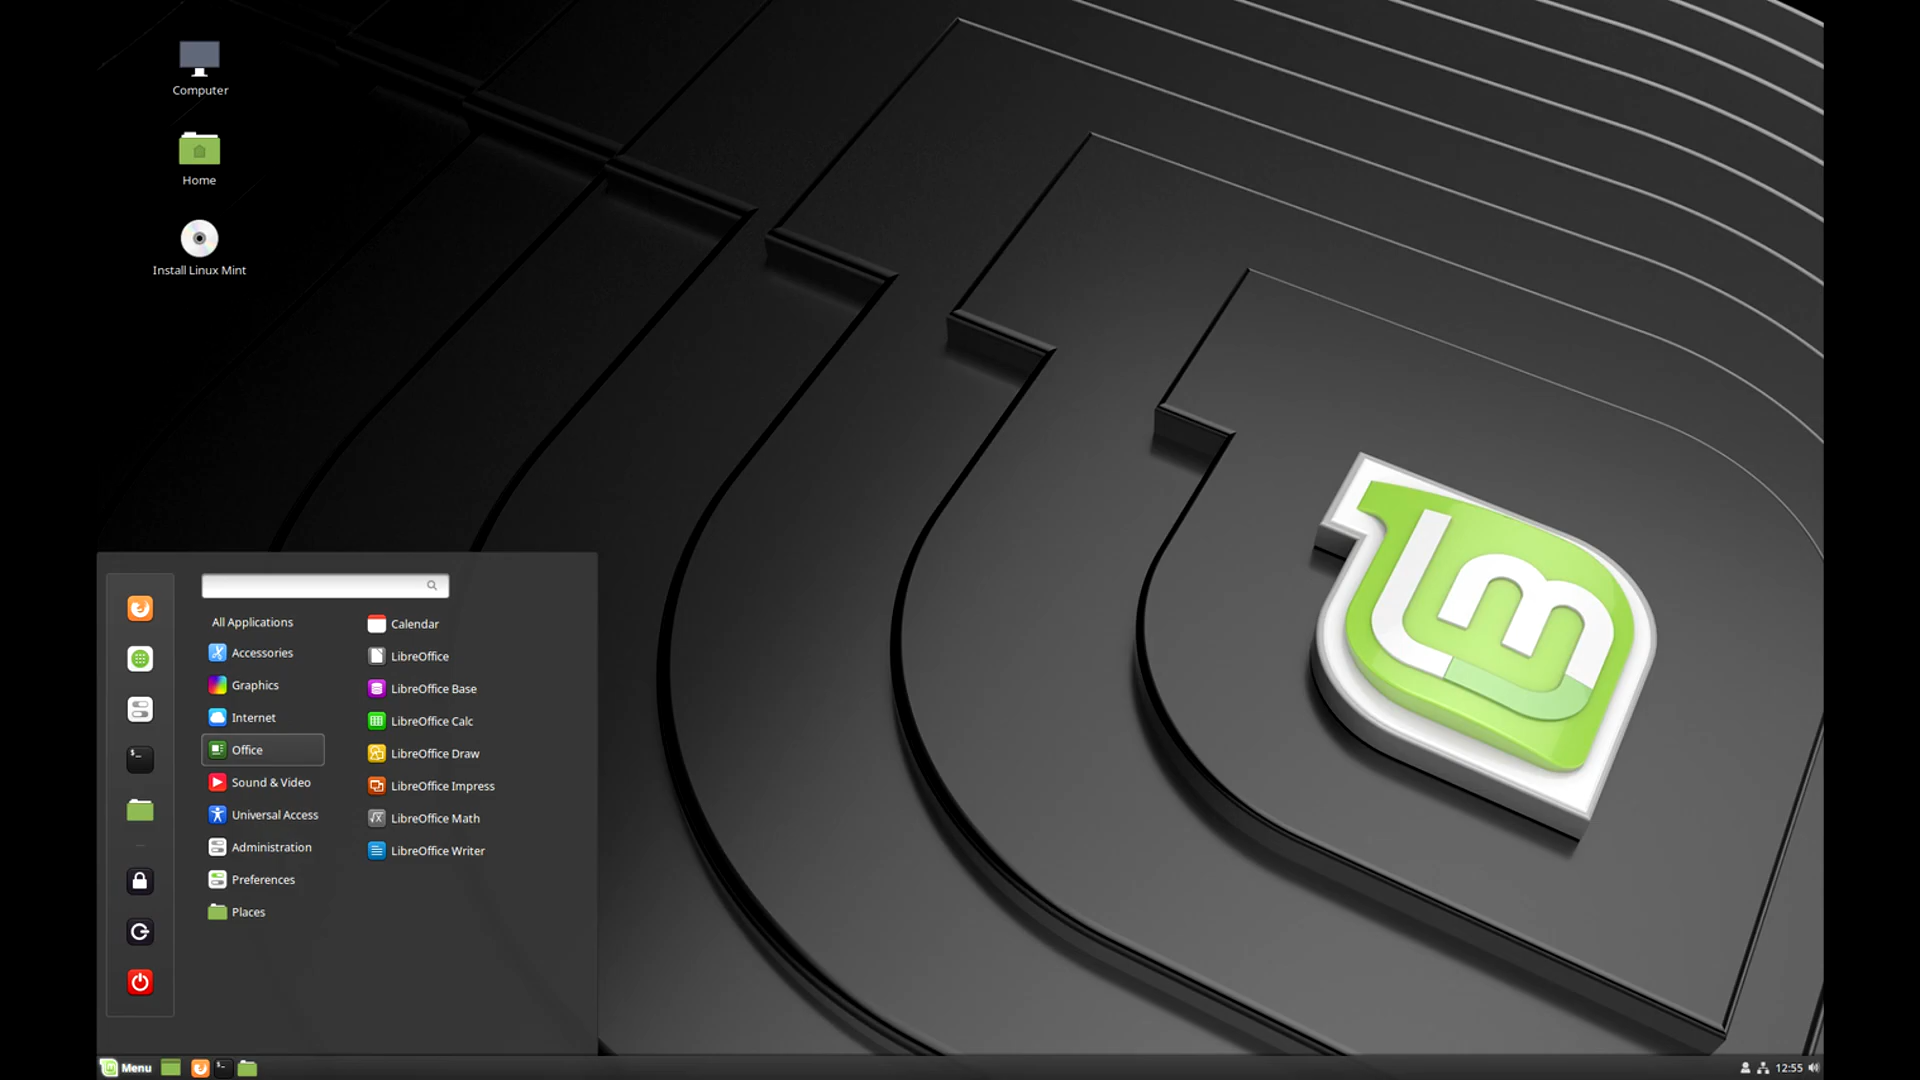 Computer
Home
Install Linux Mint
All Applications
Accessories
Graphics
Internet
Office
Sound & Video
Universal Access
Administration
Preferences
Places
Calendar
LibreOffice
LibreOffice Base
LibreOffice Calc
LibreOffice Draw
LibreOffice Impress
LibreOffice Math
LibreOffice Writer
lm
Menu
12:55